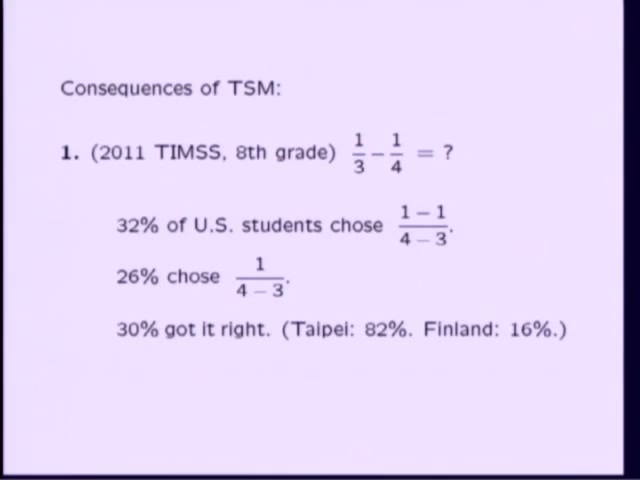 Consequences of TSM:
1. (2011 TIMSS, 8th grade) 1/3 − 1/4 = ?
32% of U.S. students chose (1 − 1)/(4 − 3).
26% chose 1/(4 − 3).
30% got it right. (Taipei: 82%. Finland: 16%.)